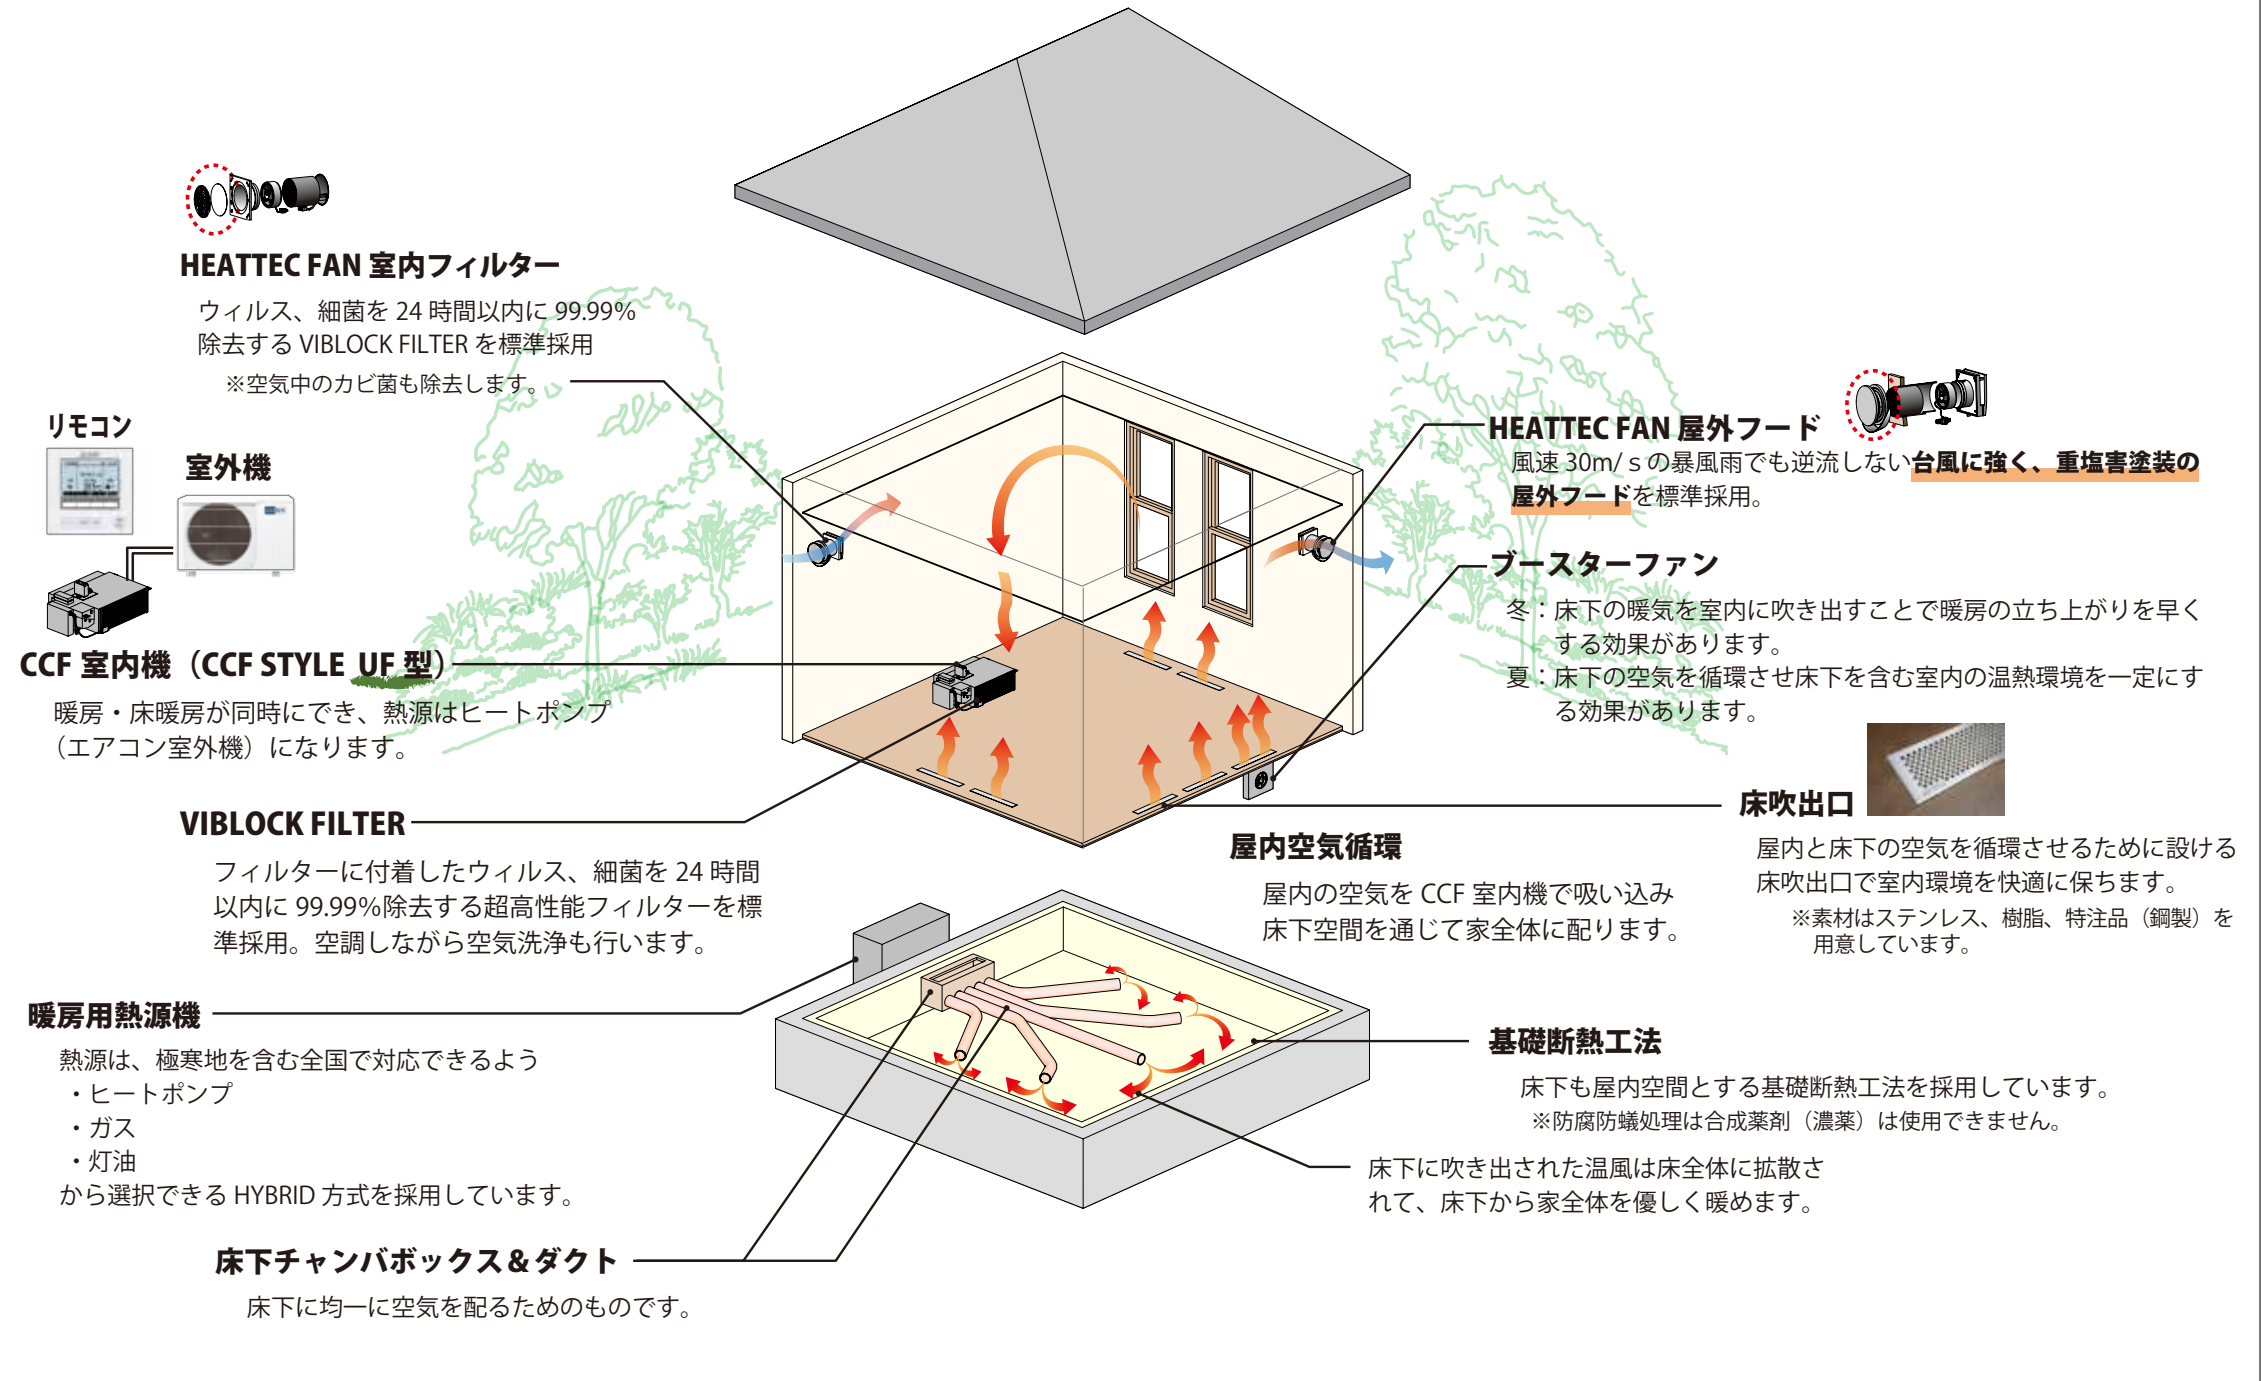 HEATTEC FAN 室内フィルター
ウィルス、細菌を 24 時間以内に 99.99%
除去する VIBLOCK FILTER を標準採用
※空気中のカビ菌も除去します。
リモコン
室外機
CCF 室内機（CCF STYLE UF 型）
暖房・床暖房が同時にでき、熱源はヒートポンプ
（エアコン室外機）になります。
VIBLOCK FILTER
フィルターに付着したウィルス、細菌を 24 時間
以内に 99.99%除去する超高性能フィルターを標
準採用。空調しながら空気洗浄も行います。
暖房用熱源機
熱源は、極寒地を含む全国で対応できるよう
・ヒートポンプ
・ガス
・灯油
から選択できる HYBRID 方式を採用しています。
床下チャンバボックス＆ダクト
床下に均一に空気を配るためのものです。
HEATTEC FAN 屋外フード
風速 30m/ｓの暴風雨でも逆流しない台風に強く、重塩害塗装の
屋外フードを標準採用。
ブースターファン
冬：床下の暖気を室内に吹き出すことで暖房の立ち上がりを早く
する効果があります。
夏：床下の空気を循環させ床下を含む室内の温熱環境を一定にす
る効果があります。
床吹出口
屋内と床下の空気を循環させるために設ける
床吹出口で室内環境を快適に保ちます。
※素材はステンレス、樹脂、特注品（鋼製）を
用意しています。
屋内空気循環
屋内の空気を CCF 室内機で吸い込み
床下空間を通じて家全体に配ります。
基礎断熱工法
床下も屋内空間とする基礎断熱工法を採用しています。
※防腐防蟻処理は合成薬剤（濃薬）は使用できません。
床下に吹き出された温風は床全体に拡散さ
れて、床下から家全体を優しく暖めます。